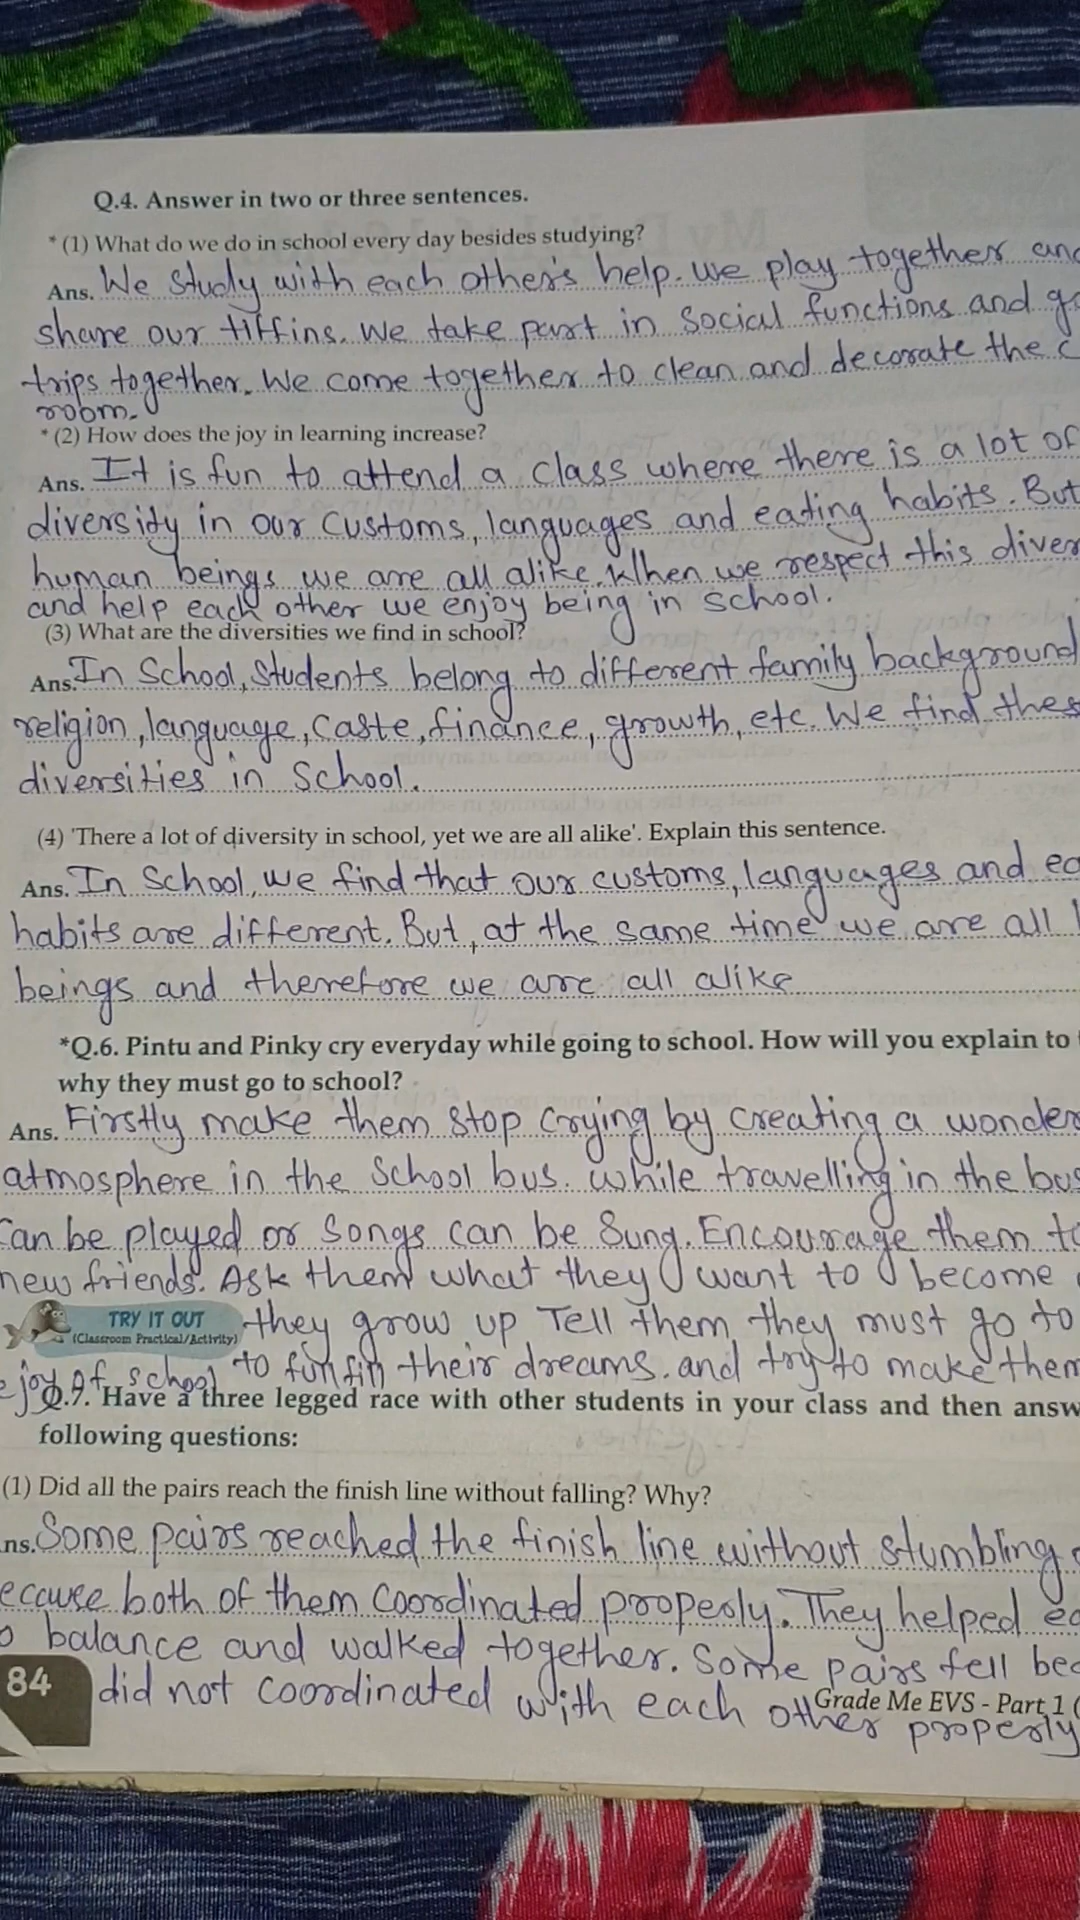 Q.4. Answer in two or three sentences.
* (1) What do we do in school every day besides studying?
Ans. We study with each other's help. we play together and
share our tiffins. We take part in social functions and
trips together. We come together to clean and decorate the
room.
* (2) How does the joy in learning increase?
Ans. It is fun to attend a class where there is a lot of
diversity in our customs, languages and eating habits. But
human beings we are all alike. When we respect this
and help each other we enjoy being in school.
(3) What are the diversities we find in school?
Ans. In School, Students belong to different family background
religion, language, caste, finance, growth, etc. We find
diversities in School.
(4) 'There a lot of diversity in school, yet we are all alike'. Explain this sentence.
Ans. In School, we find that our customs, languages and
habits are different. But, at the same time we are all
beings and therefore we are all alike
*Q.6. Pintu and Pinky cry everyday while going to school. How will you explain to
why they must go to school?
Ans. Firstly make them stop crying by creating a
atmosphere in the School bus. while travelling in the bus
can be played or songs can be Sung. Encourage them to
new friends. Ask them what they want to become
TRY IT OUT
(Classroom Practical/Activity)
they grow up Tell them they must go to
joy of school to their dreams. and try to make them
Q.9. Have a three legged race with other students in your class and then
following questions:
(1) Did all the pairs reach the finish line without falling? Why?
ns. Some pairs reached the finish line without stumbling
ecause both of them coordinated properly. They helped
o balance and walked together. Some pairs fell
84 did not coordinated with each other properly
Grade Me EVS - Part 1